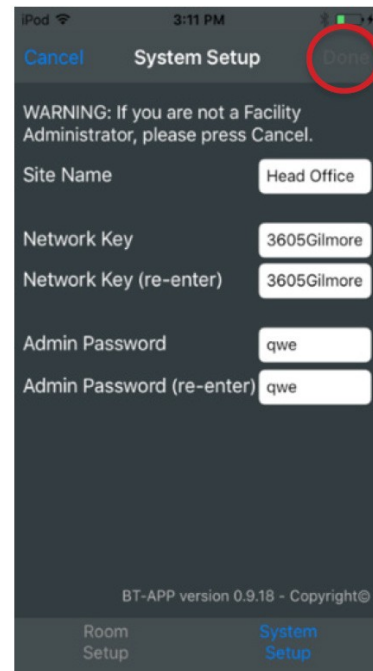 iPod 3:11 PM
Cancel System Setup Done
WARNING: If you are not a Facility
Administrator, please press Cancel.
Site Name Head Office
Network Key 3605Gilmore
Network Key (re-enter) 3605Gilmore
Admin Password qwe
Admin Password (re-enter) qwe
BT-APP version 0.9.18 - Copyright©
Room System
Setup Setup